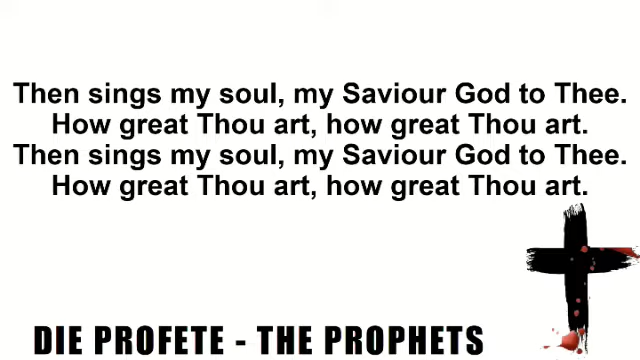 Then sings my soul, my Saviour God to Thee.
How great Thou art, how great Thou art.
Then sings my soul, my Saviour God to Thee.
How great Thou art, how great Thou art.
DIE PROFETE - THE PROPHETS